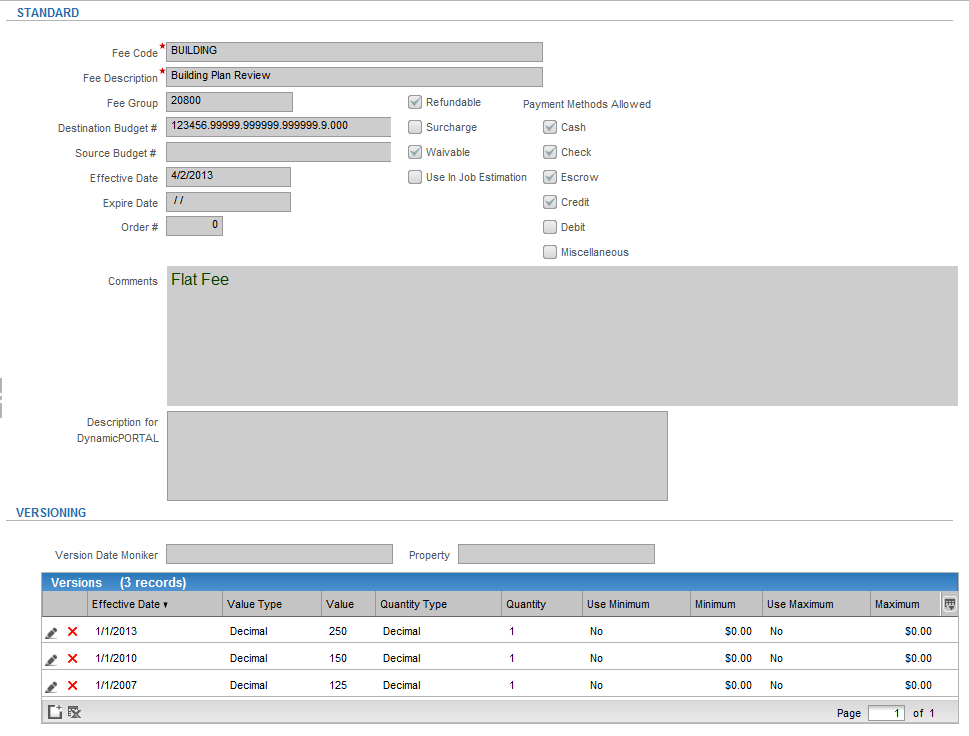 STANDARD
Fee Code * BUILDING
Fee Description * Building Plan Review
Fee Group 20800 Refundable Payment Methods Allowed
Destination Budget # 123456.99999.999999.999999.9.000 Surcharge Cash
Source Budget # Waivable Check
Effective Date 4/2/2013 Use In Job Estimation Escrow
Expire Date / / Credit
Order # 0 Debit
Miscellaneous
Comments Flat Fee
Description for
DynamicPORTAL
VERSIONING
Version Date Moniker Property
Versions (3 records)
Effective Date Value Type Value Quantity Type Quantity Use Minimum Minimum Use Maximum Maximum
1/1/2013 Decimal 250 Decimal 1 No $0.00 No $0.00
1/1/2010 Decimal 150 Decimal 1 No $0.00 No $0.00
1/1/2007 Decimal 125 Decimal 1 No $0.00 No $0.00
Page 1 of 1